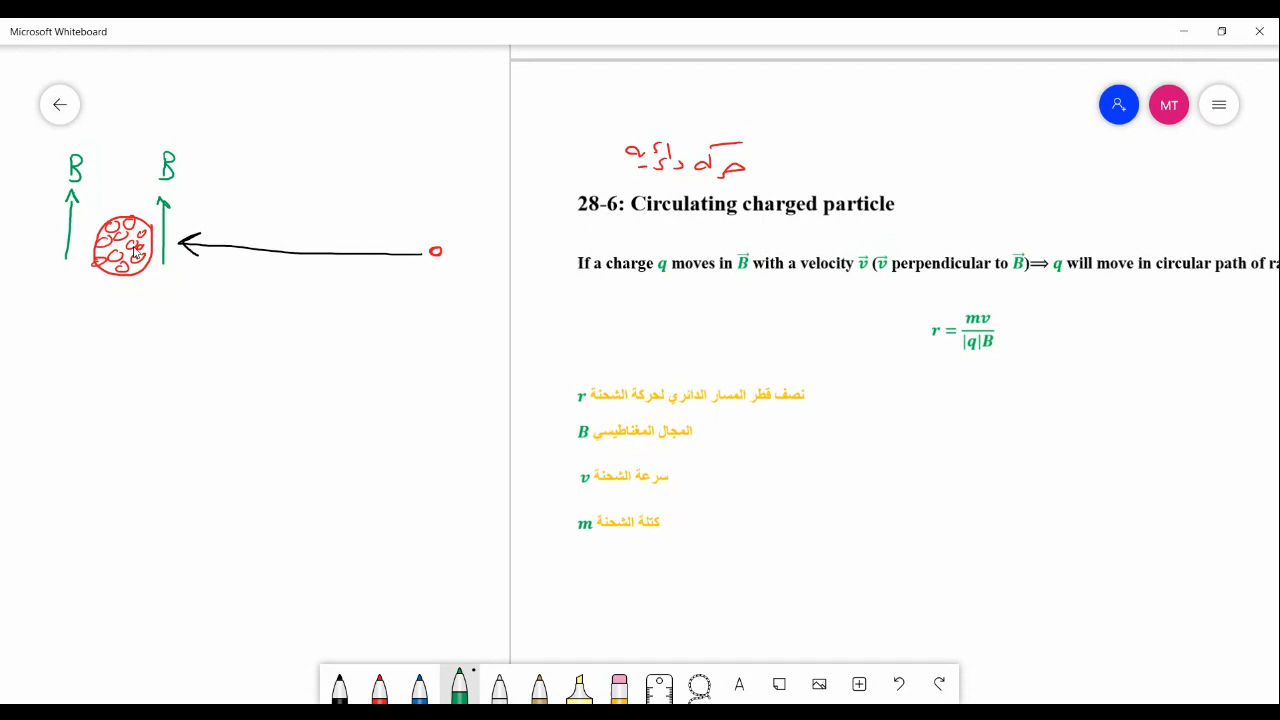 Microsoft Whiteboard
MT
B B
حركة دائرية
28-6: Circulating charged particle
If a charge q moves in B⃗ with a velocity v⃗ (v⃗ perpendicular to B⃗)⟹ q will move in circular path of ra
r = mv / |q|B
r نصف قطر المسار الدائري لحركة الشحنة
B المجال المغناطيسي
v سرعة الشحنة
m كتلة الشحنة
A